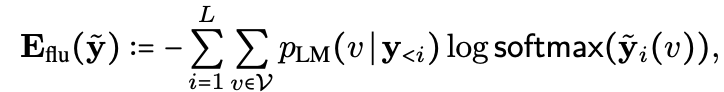 E_flu(ỹ) := − ∑_{i=1}^{L} ∑_{v∈𝒱} p_LM(v | y_{<i}) log softmax(ỹ_i(v)),